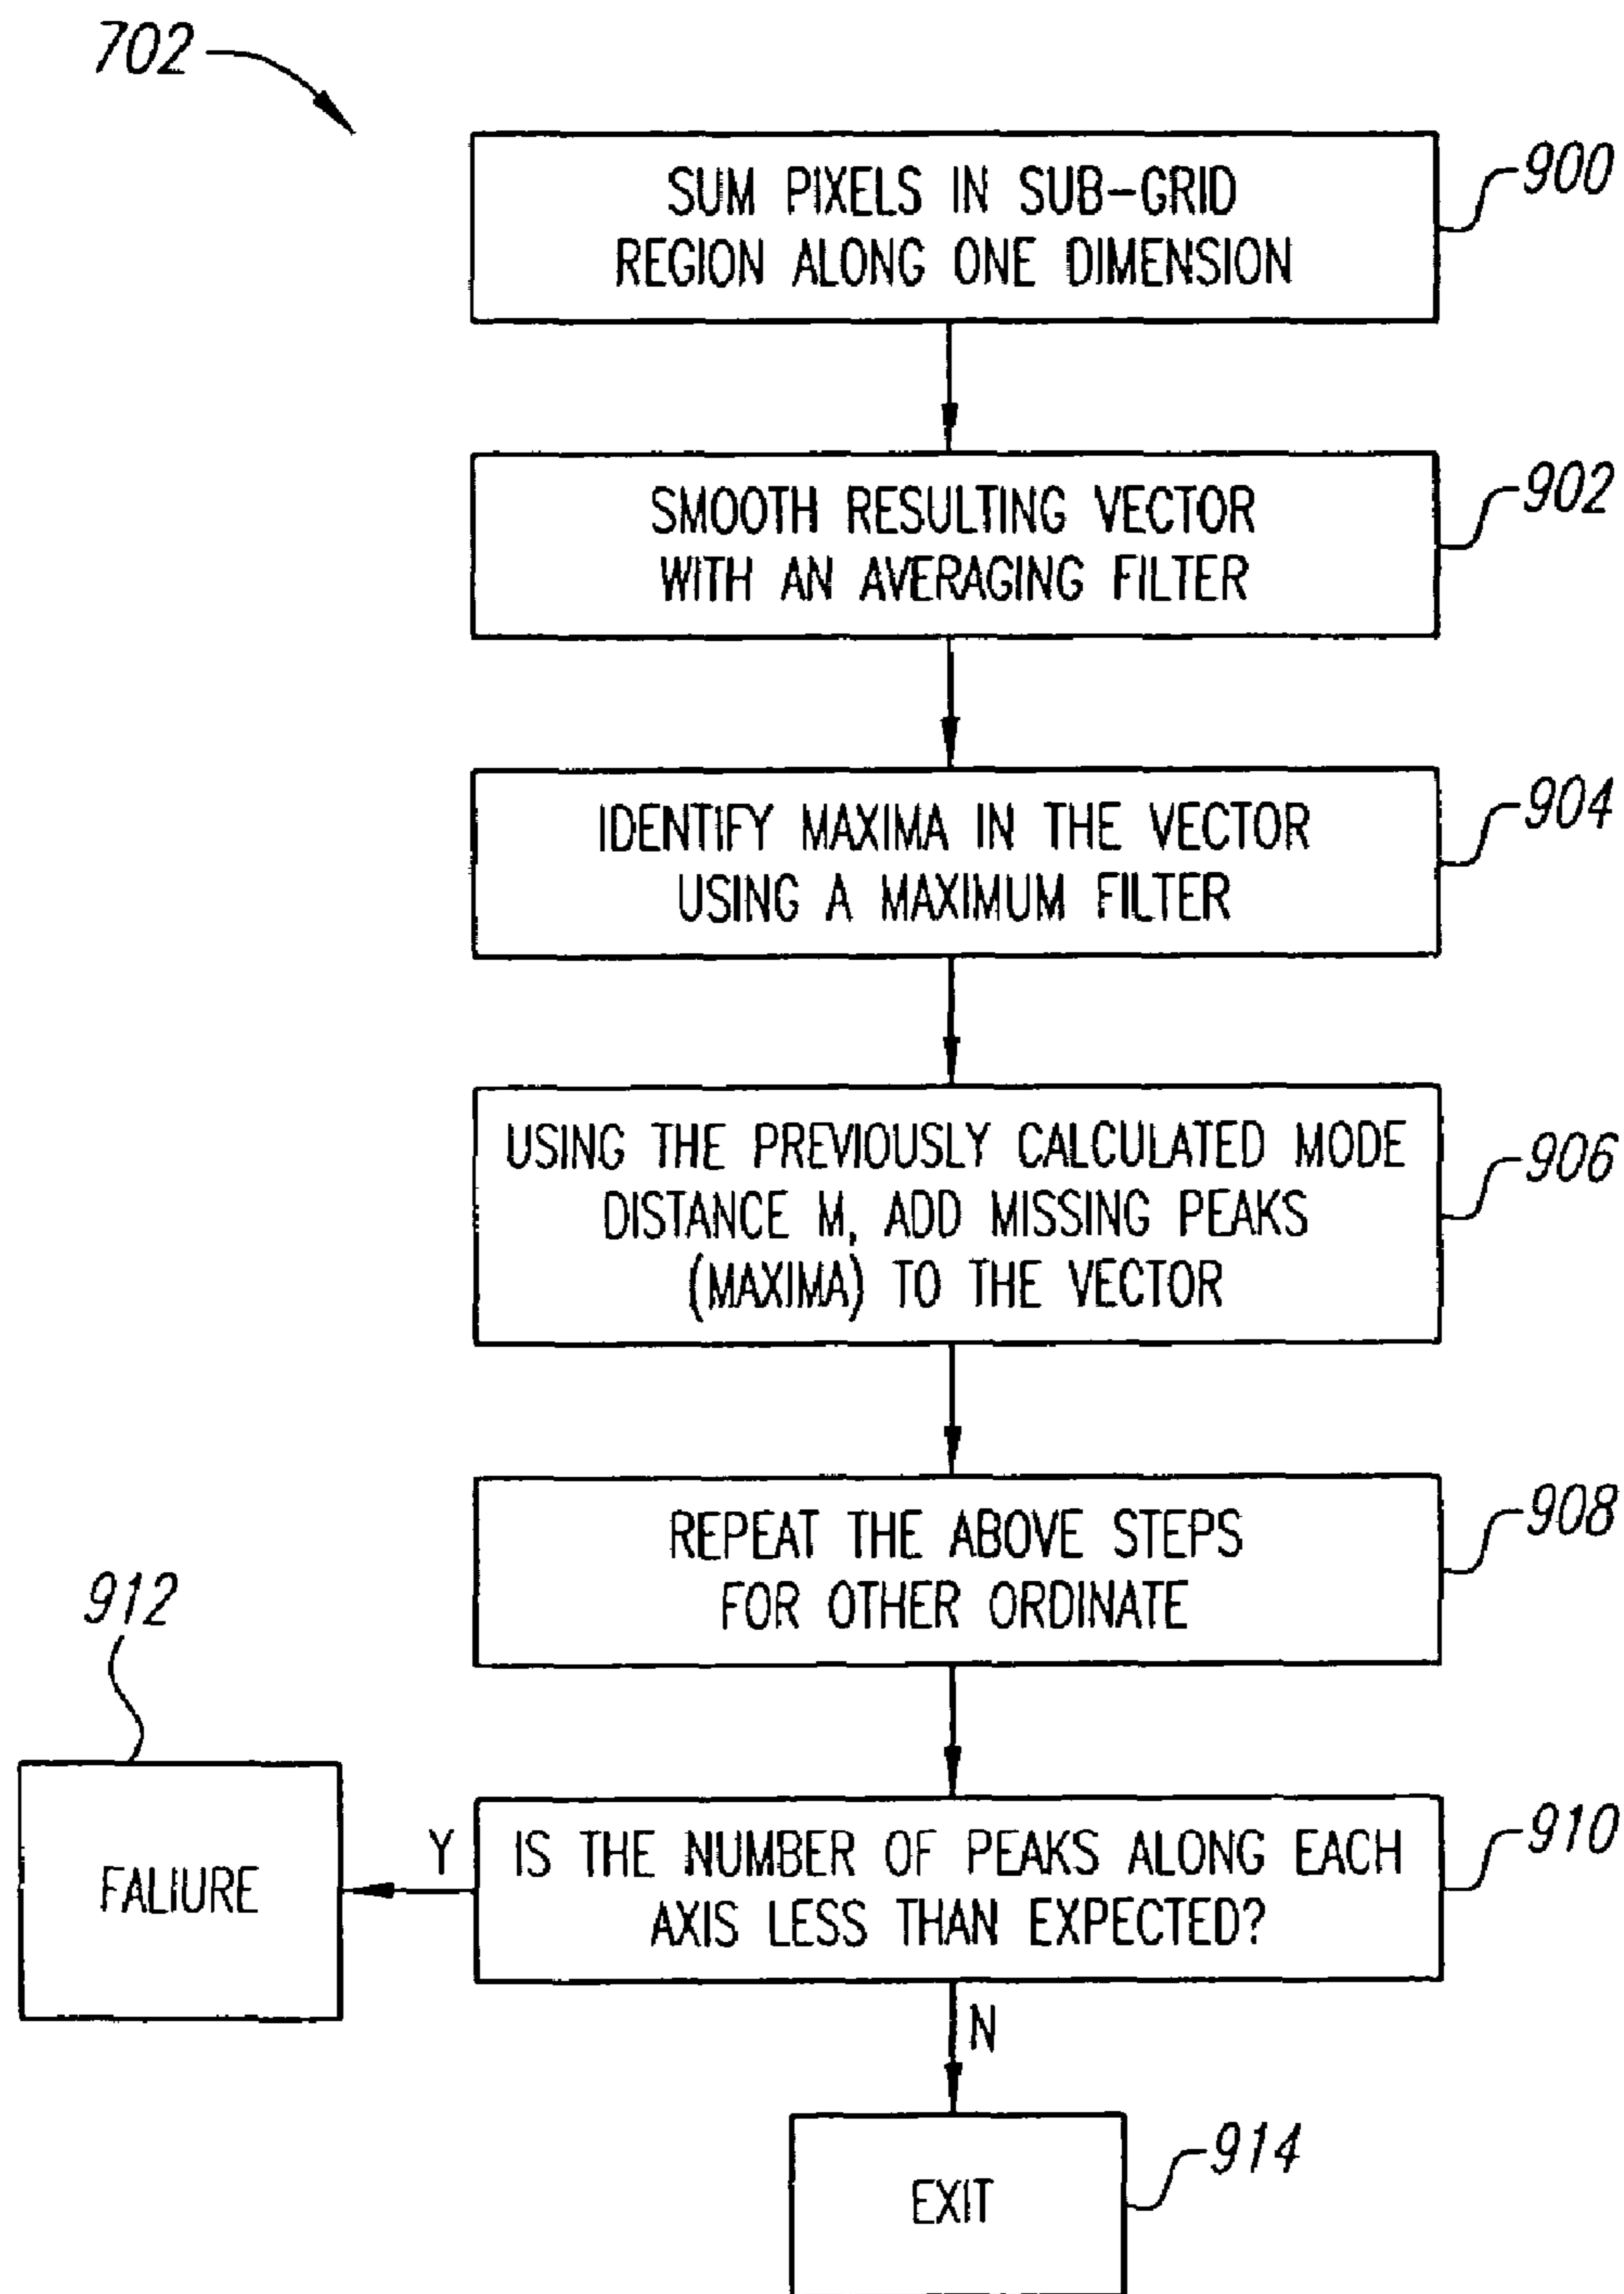 702
SUM PIXELS IN SUB-GRID
REGION ALONG ONE DIMENSION
900
SMOOTH RESULTING VECTOR
WITH AN AVERAGING FILTER
902
IDENTIFY MAXIMA IN THE VECTOR
USING A MAXIMUM FILTER
904
USING THE PREVIOUSLY CALCULATED MODE
DISTANCE M, ADD MISSING PEAKS
(MAXIMA) TO THE VECTOR
906
REPEAT THE ABOVE STEPS
FOR OTHER ORDINATE
908
912
FALIURE
Y
IS THE NUMBER OF PEAKS ALONG EACH
AXIS LESS THAN EXPECTED?
910
N
EXIT
914